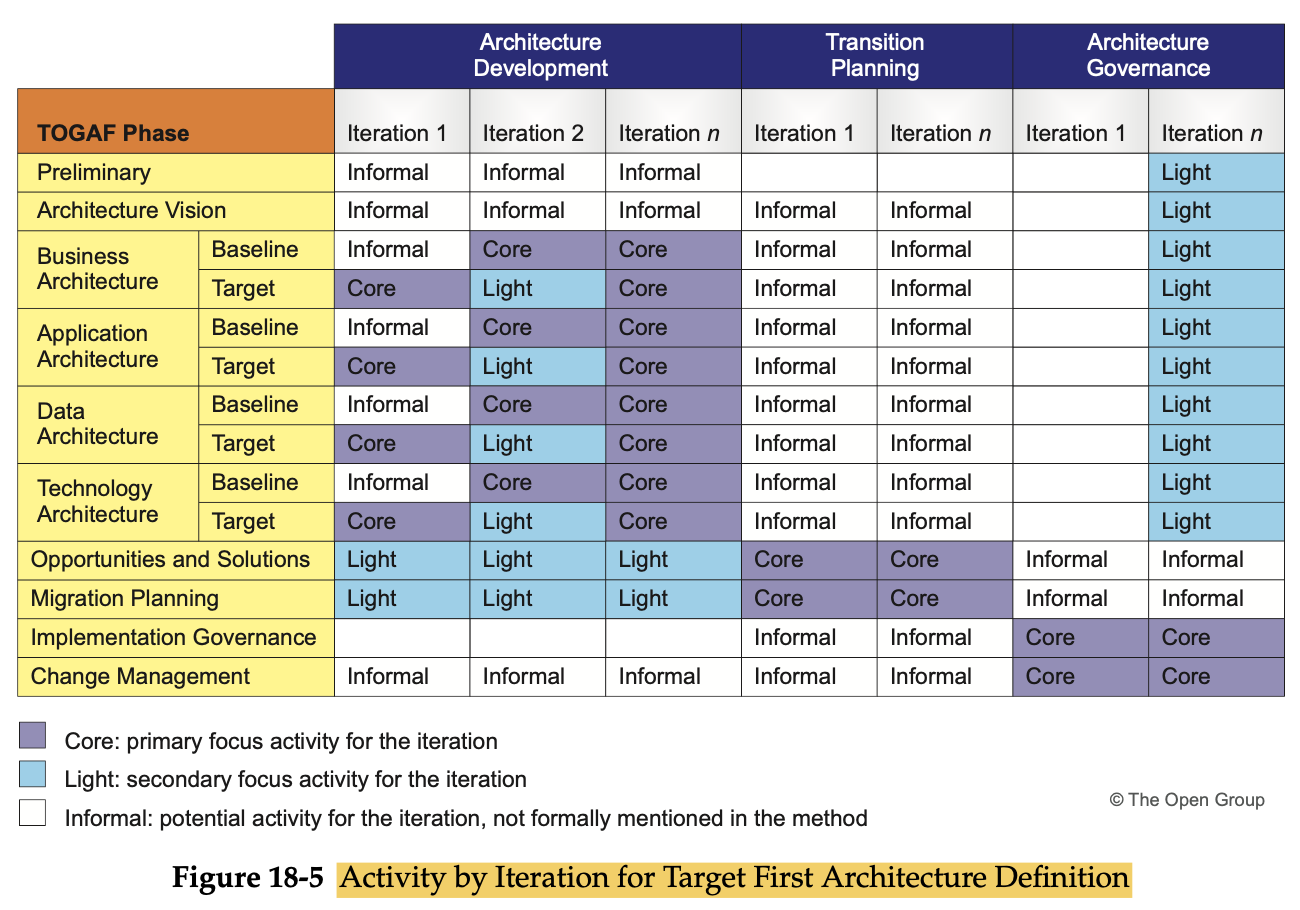 Architecture Development Transition Planning Architecture Governance
TOGAF Phase Iteration 1 Iteration 2 Iteration n Iteration 1 Iteration n Iteration 1 Iteration n
Preliminary Informal Informal Informal Light
Architecture Vision Informal Informal Informal Informal Informal Light
Business Architecture Baseline Informal Core Core Informal Informal Light
Target Core Light Core Informal Informal Light
Application Architecture Baseline Informal Core Core Informal Informal Light
Target Core Light Core Informal Informal Light
Data Architecture Baseline Informal Core Core Informal Informal Light
Target Core Light Core Informal Informal Light
Technology Architecture Baseline Informal Core Core Informal Informal Light
Target Core Light Core Informal Informal Light
Opportunities and Solutions Light Light Light Core Core Informal Informal
Migration Planning Light Light Light Core Core Informal Informal
Implementation Governance Informal Informal Core Core
Change Management Informal Informal Informal Informal Informal Core Core
Core: primary focus activity for the iteration
Light: secondary focus activity for the iteration
© The Open Group
Informal: potential activity for the iteration, not formally mentioned in the method
Figure 18-5 Activity by Iteration for Target First Architecture Definition